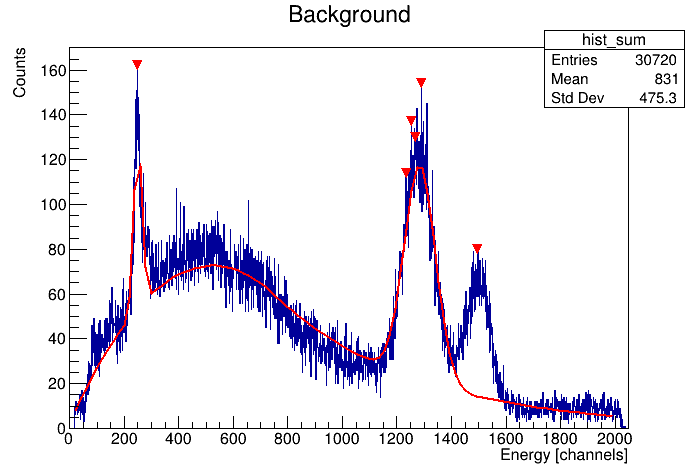 Background
hist_sum
Entries 30720
Mean 831
Std Dev 475.3
Counts
160
140
120
100
80
60
40
20
0
0 200 400 600 800 1000 1200 1400 1600 1800 2000
Energy [channels]